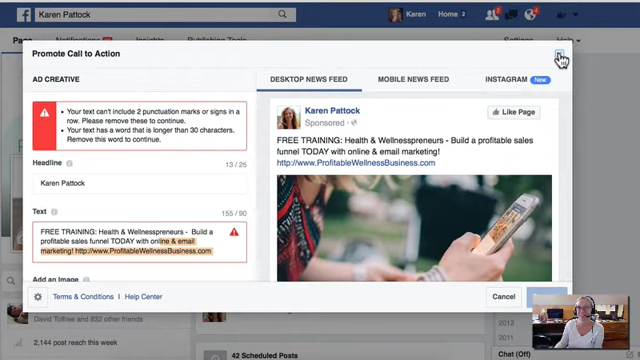 Karen Pattock
Karen
Home 2
Page
Notifications
Insights
Publishing Tools
Settings
Help
Promote Call to Action
AD CREATIVE
DESKTOP NEWS FEED
MOBILE NEWS FEED
INSTAGRAM New
• Your text can't include 2 punctuation marks or signs in a
row. Please remove these to continue.
• Your text has a word that is longer than 30 characters.
Remove this word to continue.
Headline
13 / 25
Karen Pattock
Text
155 / 90
FREE TRAINING: Health & Wellnespreneurs - Build a
profitable sales funnel TODAY with online & email
marketing! http://www.ProfitableWellnessBusiness.com
Add an Image
Karen Pattock
Sponsored
Like Page
FREE TRAINING: Health & Wellnesspreneurs - Build a profitable sales
funnel TODAY with online & email marketing!
http://www.ProfitableWellnessBusiness.com
Terms & Conditions
Help Center
Cancel
David Tolfree and 832 others
2,144 post reach this week
42 Scheduled Posts
2012
2011
Chat (Off)